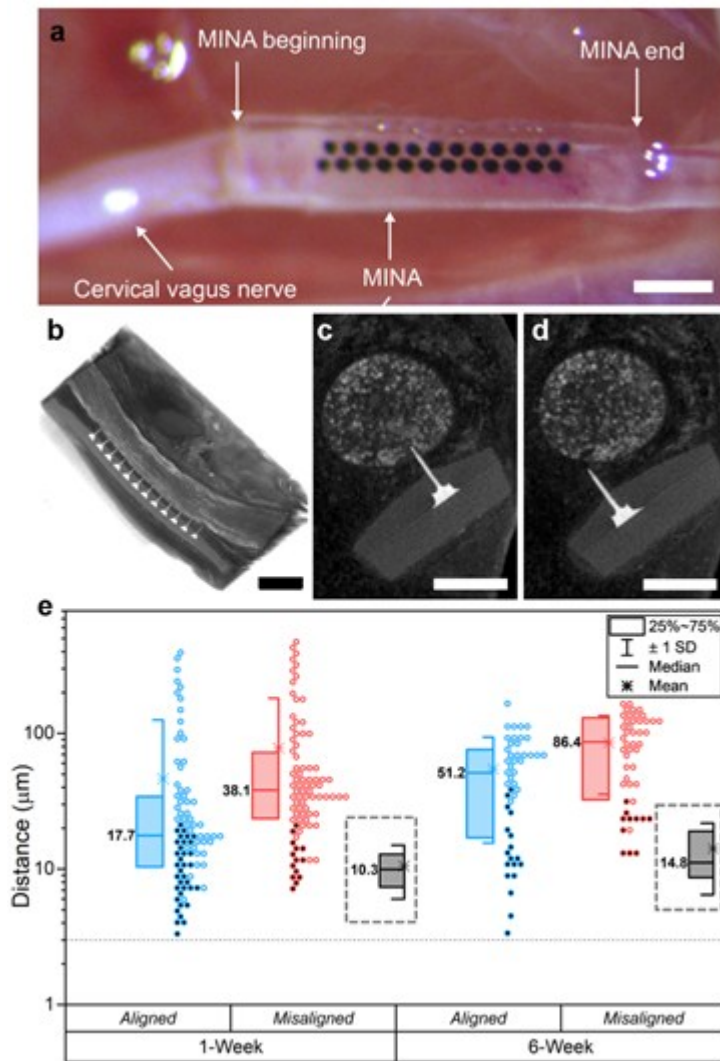 a
MINA beginning
MINA end
Cervical vagus nerve
MINA
b
c
d
e
25%~75%
± 1 SD
Median
Mean
Distance (μm)
100
10
1
17.7
38.1
10.3
51.2
86.4
14.8
Aligned
Misaligned
Aligned
Misaligned
1-Week
6-Week